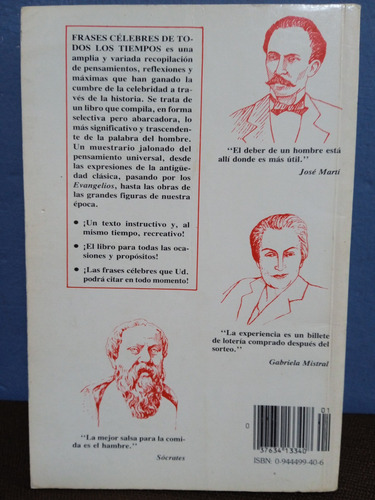 FRASES CÉLEBRES DE TO-
DOS LOS TIEMPOS es una
amplia y variada recopilación
de pensamientos, reflexiones y
máximas que han ganado la
cumbre de la celebridad a tra-
vés de la historia. Se trata de
un libro que compila, en forma
selectiva pero abarcadora, lo
más significativo y trascendente
de la palabra del hombre.
Un muestrario jalonado del
pensamiento universal, desde
las expresiones de la antigüe-
dad clásica, pasando por los
Evangelios, hasta las obras de
las grandes figuras de nuestra
época.
• ¡Un texto instructivo y, al
mismo tiempo, recreativo!
• ¡El libro para todas las oca-
siones y propósitos!
• ¡Las frases célebres que Ud.
podrá citar en todo momento!
"El deber de un hombre está
allí donde es más útil."
José Martí
"La experiencia es un billete
de lotería comprado después del
sorteo."
Gabriela Mistral
"La mejor salsa para la comi-
da es el hambre."
Sócrates
01
0
37634 13340
ISBN: 0-944499-40-6